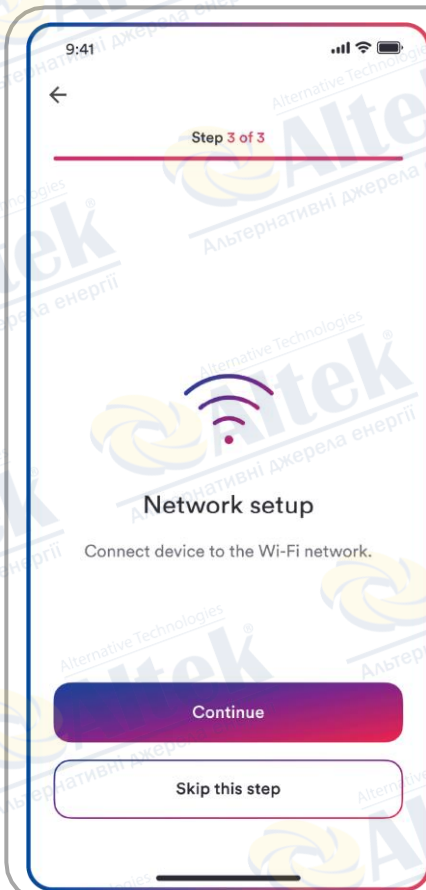 9:41
Step 3 of 3
Alternative Technologies
Altek
Альтернативні джерела енергії
Network setup
Connect device to the Wi-Fi network.
Continue
Skip this step